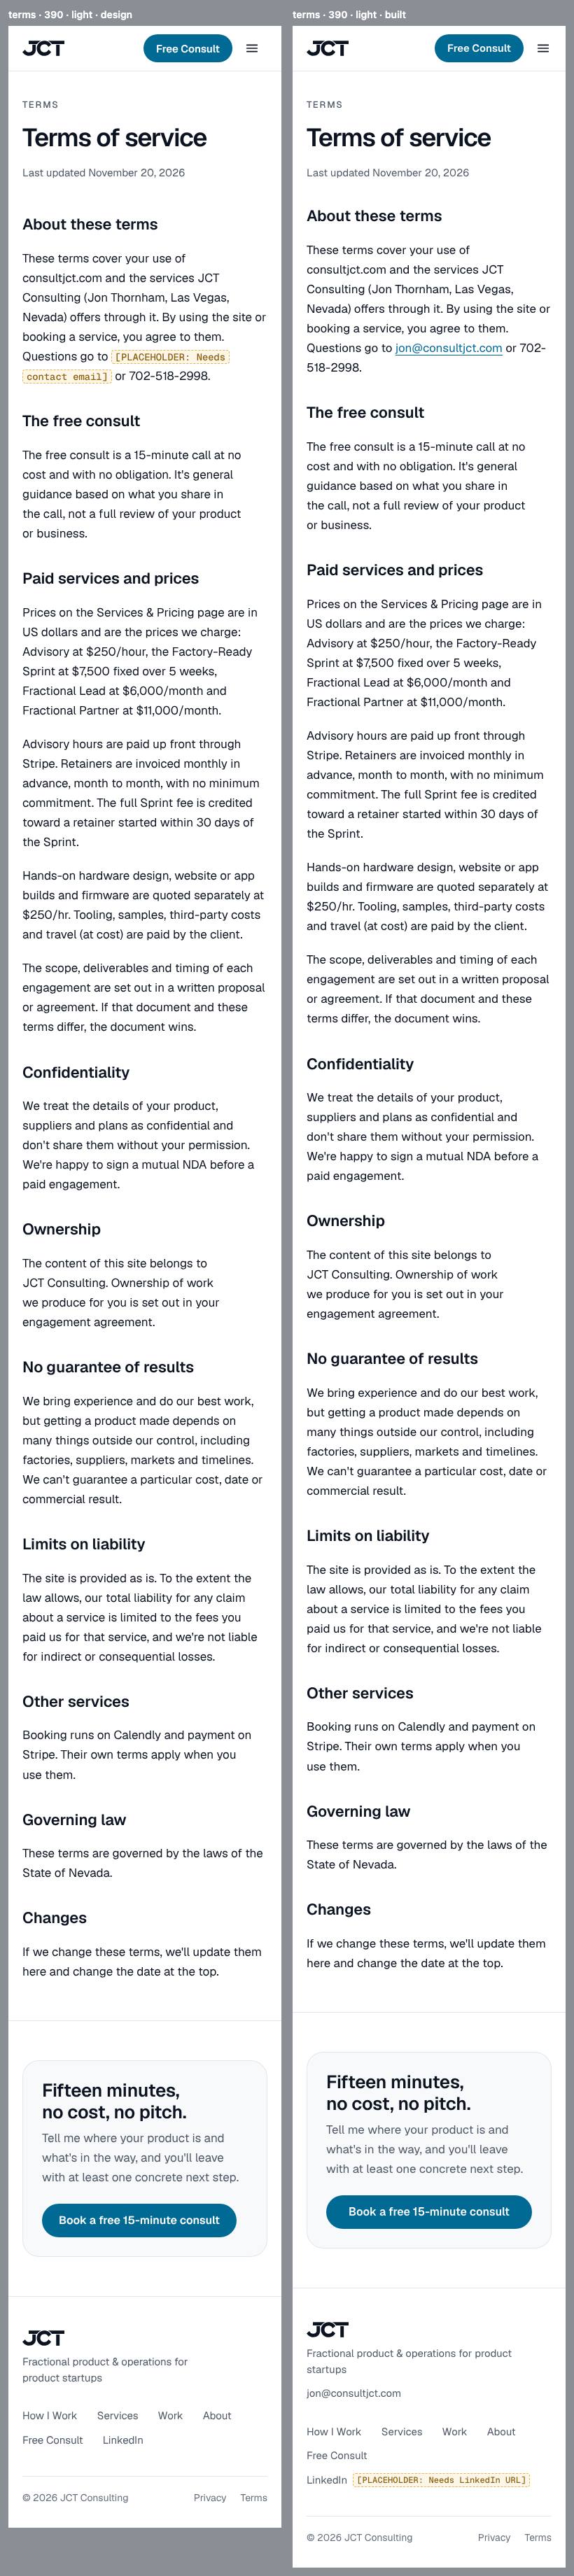 terms · 390 · light · design
JCT
Free Consult
TERMS
Terms of service
Last updated November 20, 2026
About these terms
These terms cover your use of
consultjct.com and the services JCT
Consulting (Jon Thornham, Las Vegas,
Nevada) offers through it. By using the site or
booking a service, you agree to them.
Questions go to [PLACEHOLDER: Needs
contact email] or 702-518-2998.
The free consult
The free consult is a 15-minute call at no
cost and with no obligation. It's general
guidance based on what you share in
the call, not a full review of your product
or business.
Paid services and prices
Prices on the Services & Pricing page are in
US dollars and are the prices we charge:
Advisory at $250/hour, the Factory-Ready
Sprint at $7,500 fixed over 5 weeks,
Fractional Lead at $6,000/month and
Fractional Partner at $11,000/month.
Advisory hours are paid up front through
Stripe. Retainers are invoiced monthly in
advance, month to month, with no minimum
commitment. The full Sprint fee is credited
toward a retainer started within 30 days of
the Sprint.
Hands-on hardware design, website or app
builds and firmware are quoted separately at
$250/hr. Tooling, samples, third-party costs
and travel (at cost) are paid by the client.
The scope, deliverables and timing of each
engagement are set out in a written proposal
or agreement. If that document and these
terms differ, the document wins.
Confidentiality
We treat the details of your product,
suppliers and plans as confidential and
don't share them without your permission.
We're happy to sign a mutual NDA before a
paid engagement.
Ownership
The content of this site belongs to
JCT Consulting. Ownership of work
we produce for you is set out in your
engagement agreement.
No guarantee of results
We bring experience and do our best work,
but getting a product made depends on
many things outside our control, including
factories, suppliers, markets and timelines.
We can't guarantee a particular cost, date or
commercial result.
Limits on liability
The site is provided as is. To the extent the
law allows, our total liability for any claim
about a service is limited to the fees you
paid us for that service, and we're not liable
for indirect or consequential losses.
Other services
Booking runs on Calendly and payment on
Stripe. Their own terms apply when you
use them.
Governing law
These terms are governed by the laws of the
State of Nevada.
Changes
If we change these terms, we'll update them
here and change the date at the top.
Fifteen minutes,
no cost, no pitch.
Tell me where your product is and
what's in the way, and you'll leave
with at least one concrete next step.
Book a free 15-minute consult
JCT
Fractional product & operations for
product startups
How I Work Services Work About
Free Consult LinkedIn
© 2026 JCT Consulting Privacy Terms
terms · 390 · light · built
JCT
Free Consult
TERMS
Terms of service
Last updated November 20, 2026
About these terms
These terms cover your use of
consultjct.com and the services JCT
Consulting (Jon Thornham, Las Vegas,
Nevada) offers through it. By using the site or
booking a service, you agree to them.
Questions go to jon@consultjct.com or 702-
518-2998.
The free consult
The free consult is a 15-minute call at no
cost and with no obligation. It's general
guidance based on what you share in
the call, not a full review of your product
or business.
Paid services and prices
Prices on the Services & Pricing page are in
US dollars and are the prices we charge:
Advisory at $250/hour, the Factory-Ready
Sprint at $7,500 fixed over 5 weeks,
Fractional Lead at $6,000/month and
Fractional Partner at $11,000/month.
Advisory hours are paid up front through
Stripe. Retainers are invoiced monthly in
advance, month to month, with no minimum
commitment. The full Sprint fee is credited
toward a retainer started within 30 days of
the Sprint.
Hands-on hardware design, website or app
builds and firmware are quoted separately at
$250/hr. Tooling, samples, third-party costs
and travel (at cost) are paid by the client.
The scope, deliverables and timing of each
engagement are set out in a written proposal
or agreement. If that document and these
terms differ, the document wins.
Confidentiality
We treat the details of your product,
suppliers and plans as confidential and
don't share them without your permission.
We're happy to sign a mutual NDA before a
paid engagement.
Ownership
The content of this site belongs to
JCT Consulting. Ownership of work
we produce for you is set out in your
engagement agreement.
No guarantee of results
We bring experience and do our best work,
but getting a product made depends on
many things outside our control, including
factories, suppliers, markets and timelines.
We can't guarantee a particular cost, date or
commercial result.
Limits on liability
The site is provided as is. To the extent the
law allows, our total liability for any claim
about a service is limited to the fees you
paid us for that service, and we're not liable
for indirect or consequential losses.
Other services
Booking runs on Calendly and payment on
Stripe. Their own terms apply when you
use them.
Governing law
These terms are governed by the laws of the
State of Nevada.
Changes
If we change these terms, we'll update them
here and change the date at the top.
Fifteen minutes,
no cost, no pitch.
Tell me where your product is and
what's in the way, and you'll leave
with at least one concrete next step.
Book a free 15-minute consult
JCT
Fractional product & operations for product
startups
jon@consultjct.com
How I Work Services Work About
Free Consult
LinkedIn [PLACEHOLDER: Needs LinkedIn URL]
© 2026 JCT Consulting Privacy Terms